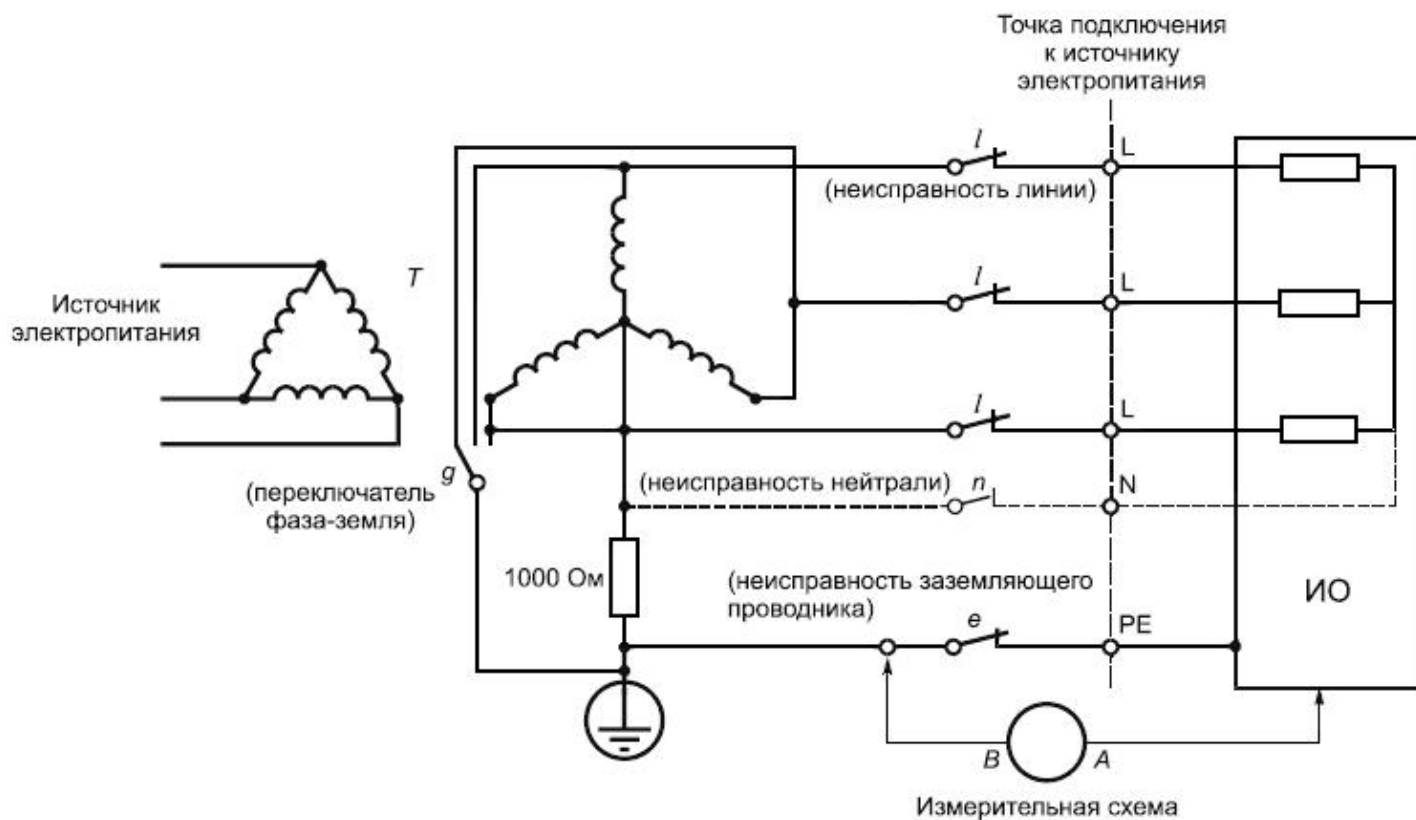 Точка подключения
к источнику
электропитания
l
L
(неисправность линии)
T
Источник
электропитания
l
L
l
L
g
(переключатель
фаза-земля)
(неисправность нейтрали)
n
N
1000 Ом
(неисправность заземляющего
проводника)
e
PE
ИО
B
A
Измерительная схема